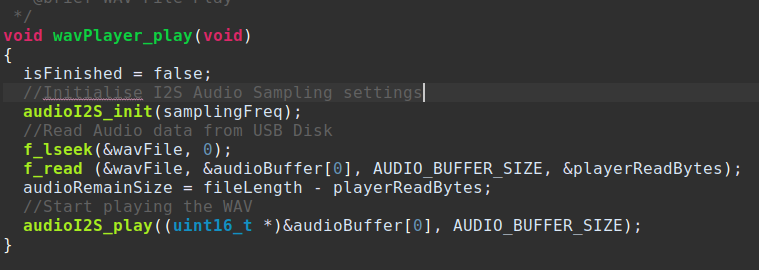 @brief WAV File Play
 */
void wavPlayer_play(void)
{
  isFinished = false;
  //Initialise I2S Audio Sampling settings
  audioI2S_init(samplingFreq);
  //Read Audio data from USB Disk
  f_lseek(&wavFile, 0);
  f_read (&wavFile, &audioBuffer[0], AUDIO_BUFFER_SIZE, &playerReadBytes);
  audioRemainSize = fileLength - playerReadBytes;
  //Start playing the WAV
  audioI2S_play((uint16_t *)&audioBuffer[0], AUDIO_BUFFER_SIZE);
}